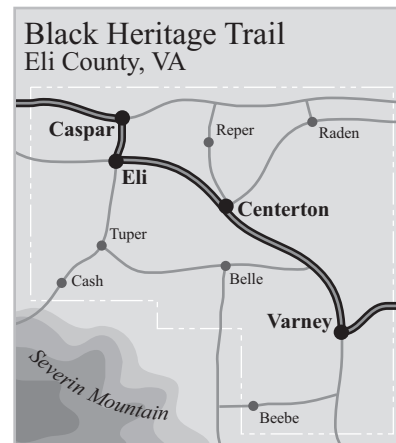 Black Heritage Trail
Eli County, VA
Caspar
Reper
Raden
Eli
Centerton
Tuper
Cash
Belle
Varney
Severin Mountain
Beebe